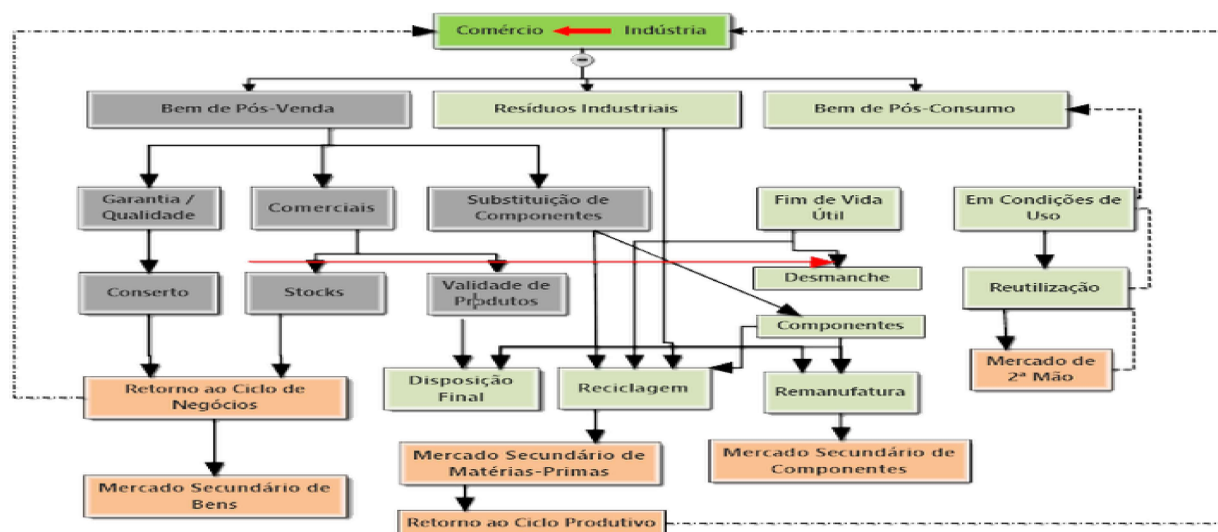 Comércio Indústria
Bem de Pós-Venda
Resíduos Industriais
Bem de Pós-Consumo
Garantia /
Qualidade
Comerciais
Substituição de
Componentes
Fim de Vida
Útil
Em Condições de
Uso
Conserto
Stocks
Validade de
Produtos
Desmanche
Reutilização
Componentes
Mercado de
2ª Mão
Retorno ao Ciclo de
Negócios
Disposição
Final
Reciclagem
Remanufatura
Mercado Secundário de
Bens
Mercado Secundário de
Matérias-Primas
Mercado Secundário de
Componentes
Retorno ao Ciclo Produtivo